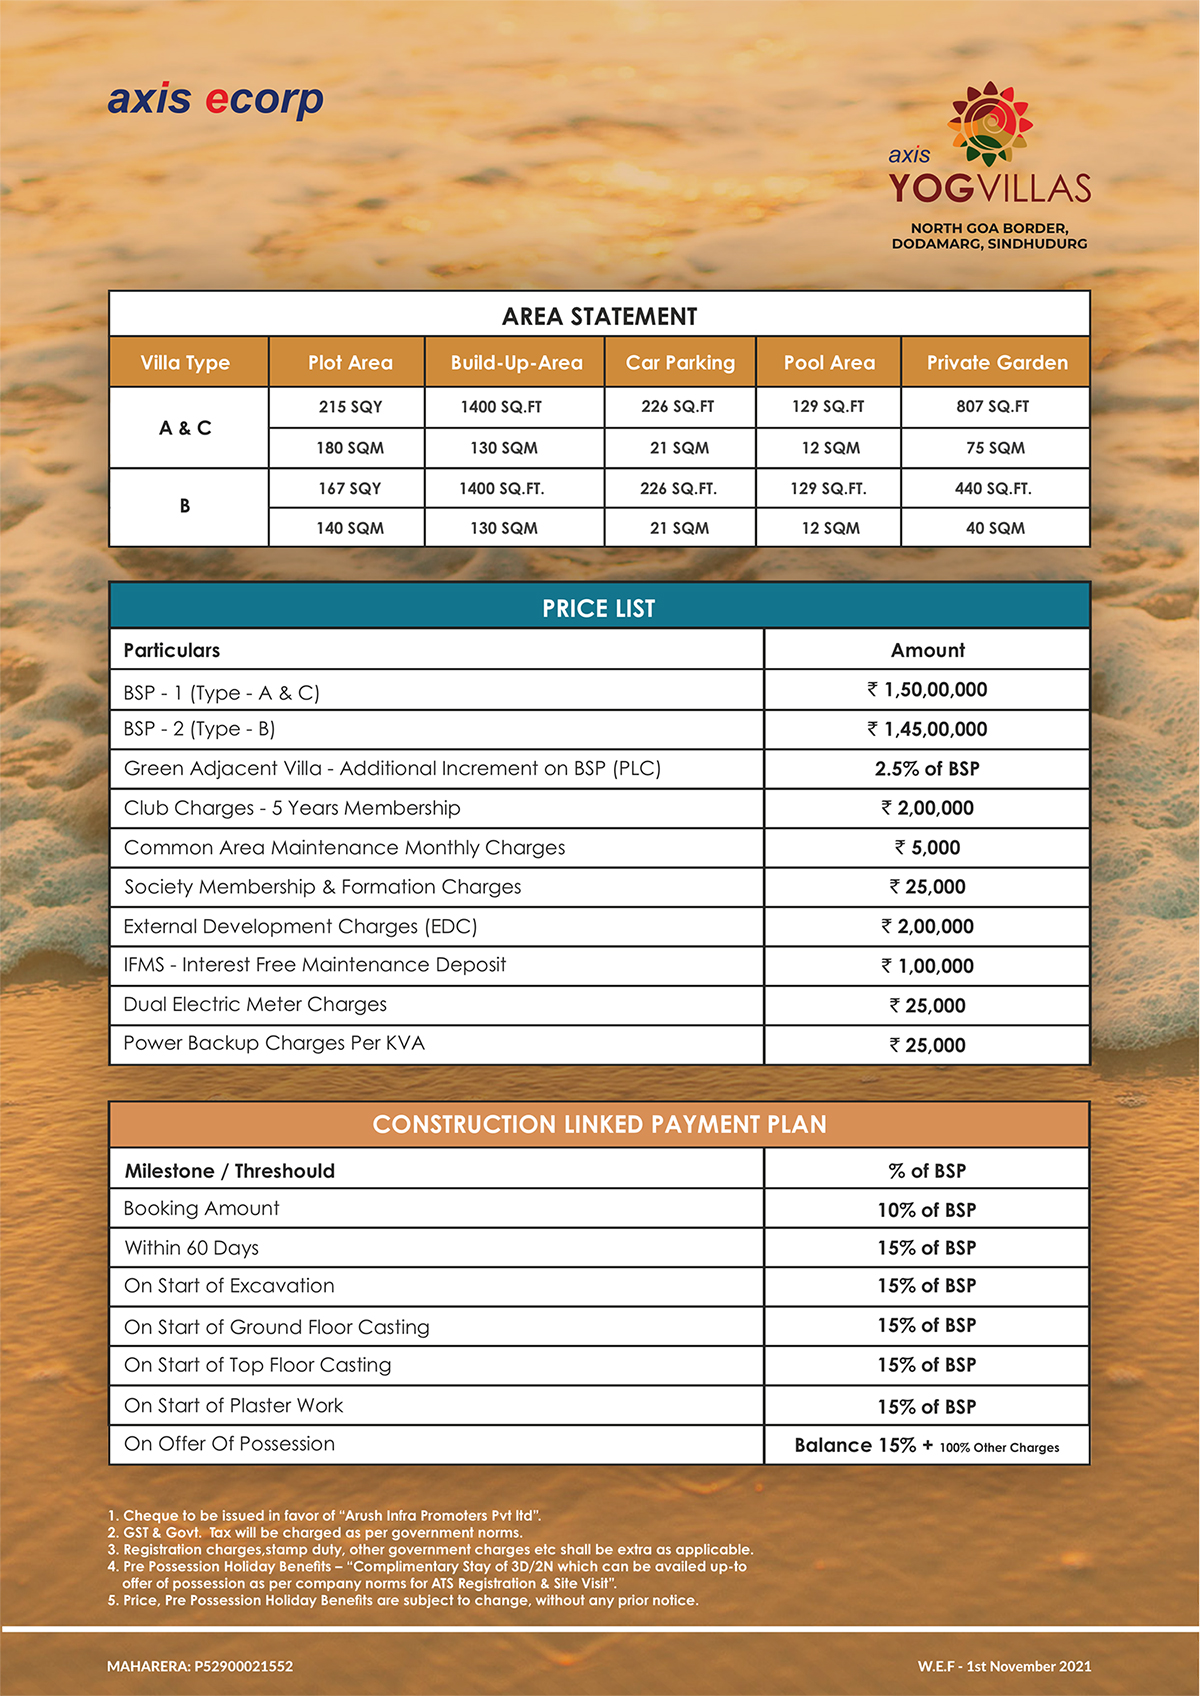 axis ecorp
axis
YOGVILLAS
NORTH GOA BORDER,
DODAMARG, SINDHUDURG
AREA STATEMENT
Villa Type Plot Area Build-Up-Area Car Parking Pool Area Private Garden
A & C
215 SQY 1400 SQ.FT 226 SQ.FT 129 SQ.FT 807 SQ.FT
180 SQM 130 SQM 21 SQM 12 SQM 75 SQM
B
167 SQY 1400 SQ.FT. 226 SQ.FT. 129 SQ.FT. 440 SQ.FT.
140 SQM 130 SQM 21 SQM 12 SQM 40 SQM
PRICE LIST
Particulars Amount
BSP - 1 (Type - A & C) ₹ 1,50,00,000
BSP - 2 (Type - B) ₹ 1,45,00,000
Green Adjacent Villa - Additional Increment on BSP (PLC) 2.5% of BSP
Club Charges - 5 Years Membership ₹ 2,00,000
Common Area Maintenance Monthly Charges ₹ 5,000
Society Membership & Formation Charges ₹ 25,000
External Development Charges (EDC) ₹ 2,00,000
IFMS - Interest Free Maintenance Deposit ₹ 1,00,000
Dual Electric Meter Charges ₹ 25,000
Power Backup Charges Per KVA ₹ 25,000
CONSTRUCTION LINKED PAYMENT PLAN
Milestone / Threshould % of BSP
Booking Amount 10% of BSP
Within 60 Days 15% of BSP
On Start of Excavation 15% of BSP
On Start of Ground Floor Casting 15% of BSP
On Start of Top Floor Casting 15% of BSP
On Start of Plaster Work 15% of BSP
On Offer Of Possession Balance 15% + 100% Other Charges
1. Cheque to be issued in favor of “Arush Infra Promoters Pvt ltd”.
2. GST & Govt. Tax will be charged as per government norms.
3. Registration charges,stamp duty, other government charges etc shall be extra as applicable.
4. Pre Possession Holiday Benefits – “Complimentary Stay of 3D/2N which can be availed up-to
offer of possession as per company norms for ATS Registration & Site Visit”.
5. Price, Pre Possession Holiday Benefits are subject to change, without any prior notice.
MAHARERA: P52900021552 W.E.F - 1st November 2021